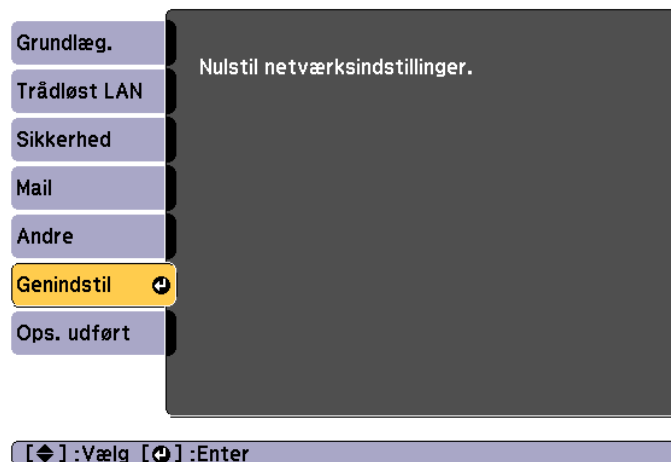 Grundlæg.
Nulstil netværksindstillinger.
Trådløst LAN
Sikkerhed
Mail
Andre
Genindstil
Ops. udført
[◆] :Vælg [↵] :Enter